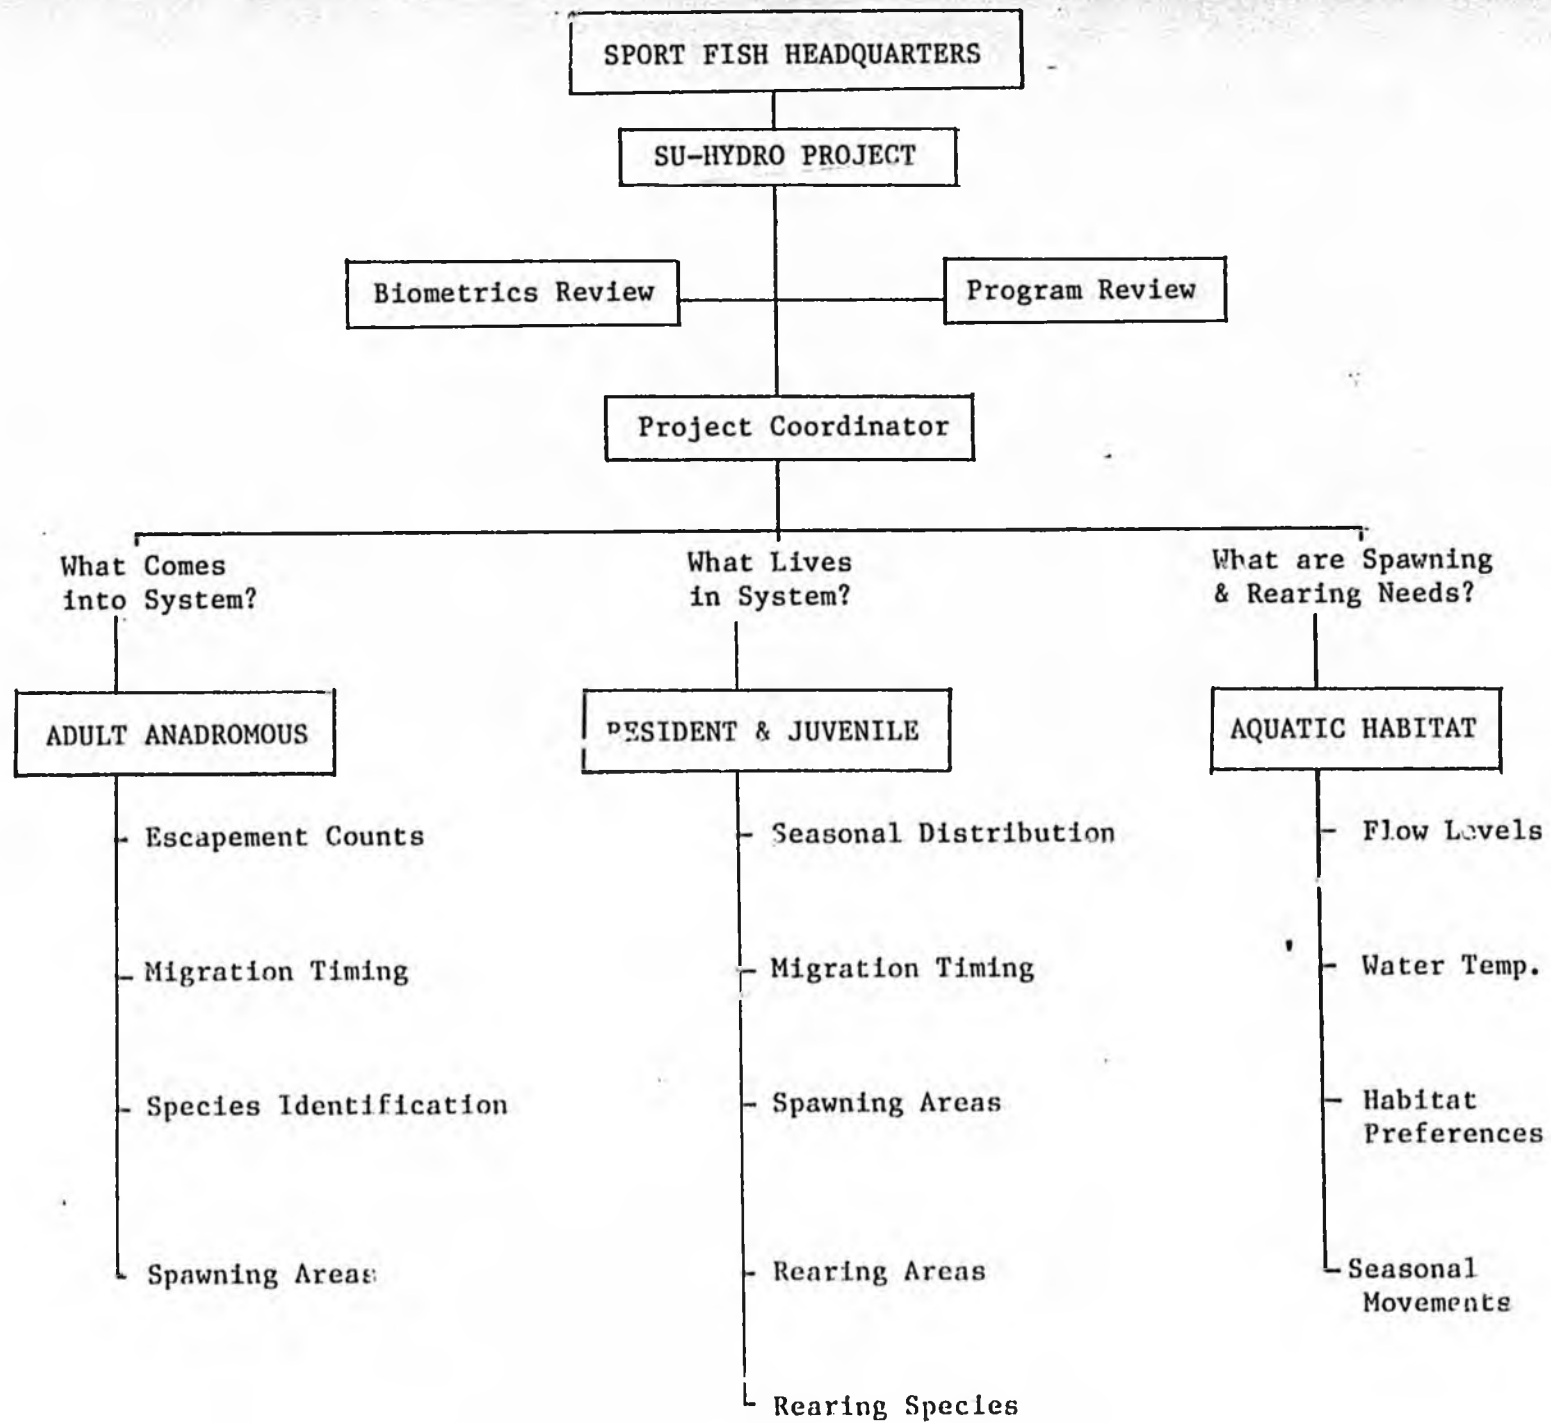 SPORT FISH HEADQUARTERS
SU-HYDRO PROJECT
Biometrics Review
Program Review
Project Coordinator
What Comes
into System?
What Lives
in System?
What are Spawning
& Rearing Needs?
ADULT ANADROMOUS
RESIDENT & JUVENILE
AQUATIC HABITAT
Escapement Counts
Migration Timing
Species Identification
Spawning Areas
Seasonal Distribution
Migration Timing
Spawning Areas
Rearing Areas
Rearing Species
Flow Levels
Water Temp.
Habitat
Preferences
Seasonal
Movements